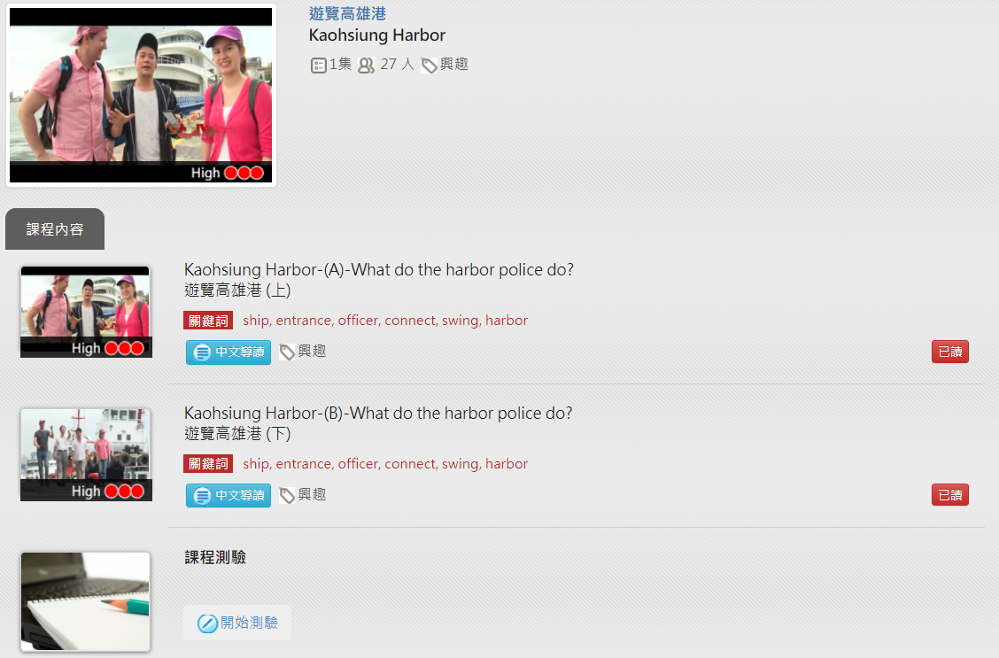 遊覽高雄港
Kaohsiung Harbor
1集 27 人 興趣
High
課程內容
Kaohsiung Harbor-(A)-What do the harbor police do?
遊覽高雄港 (上)
關鍵詞 ship, entrance, officer, connect, swing, harbor
High
中文導讀 興趣 已讀
Kaohsiung Harbor-(B)-What do the harbor police do?
遊覽高雄港 (下)
關鍵詞 ship, entrance, officer, connect, swing, harbor
High
中文導讀 興趣 已讀
課程測驗
開始測驗